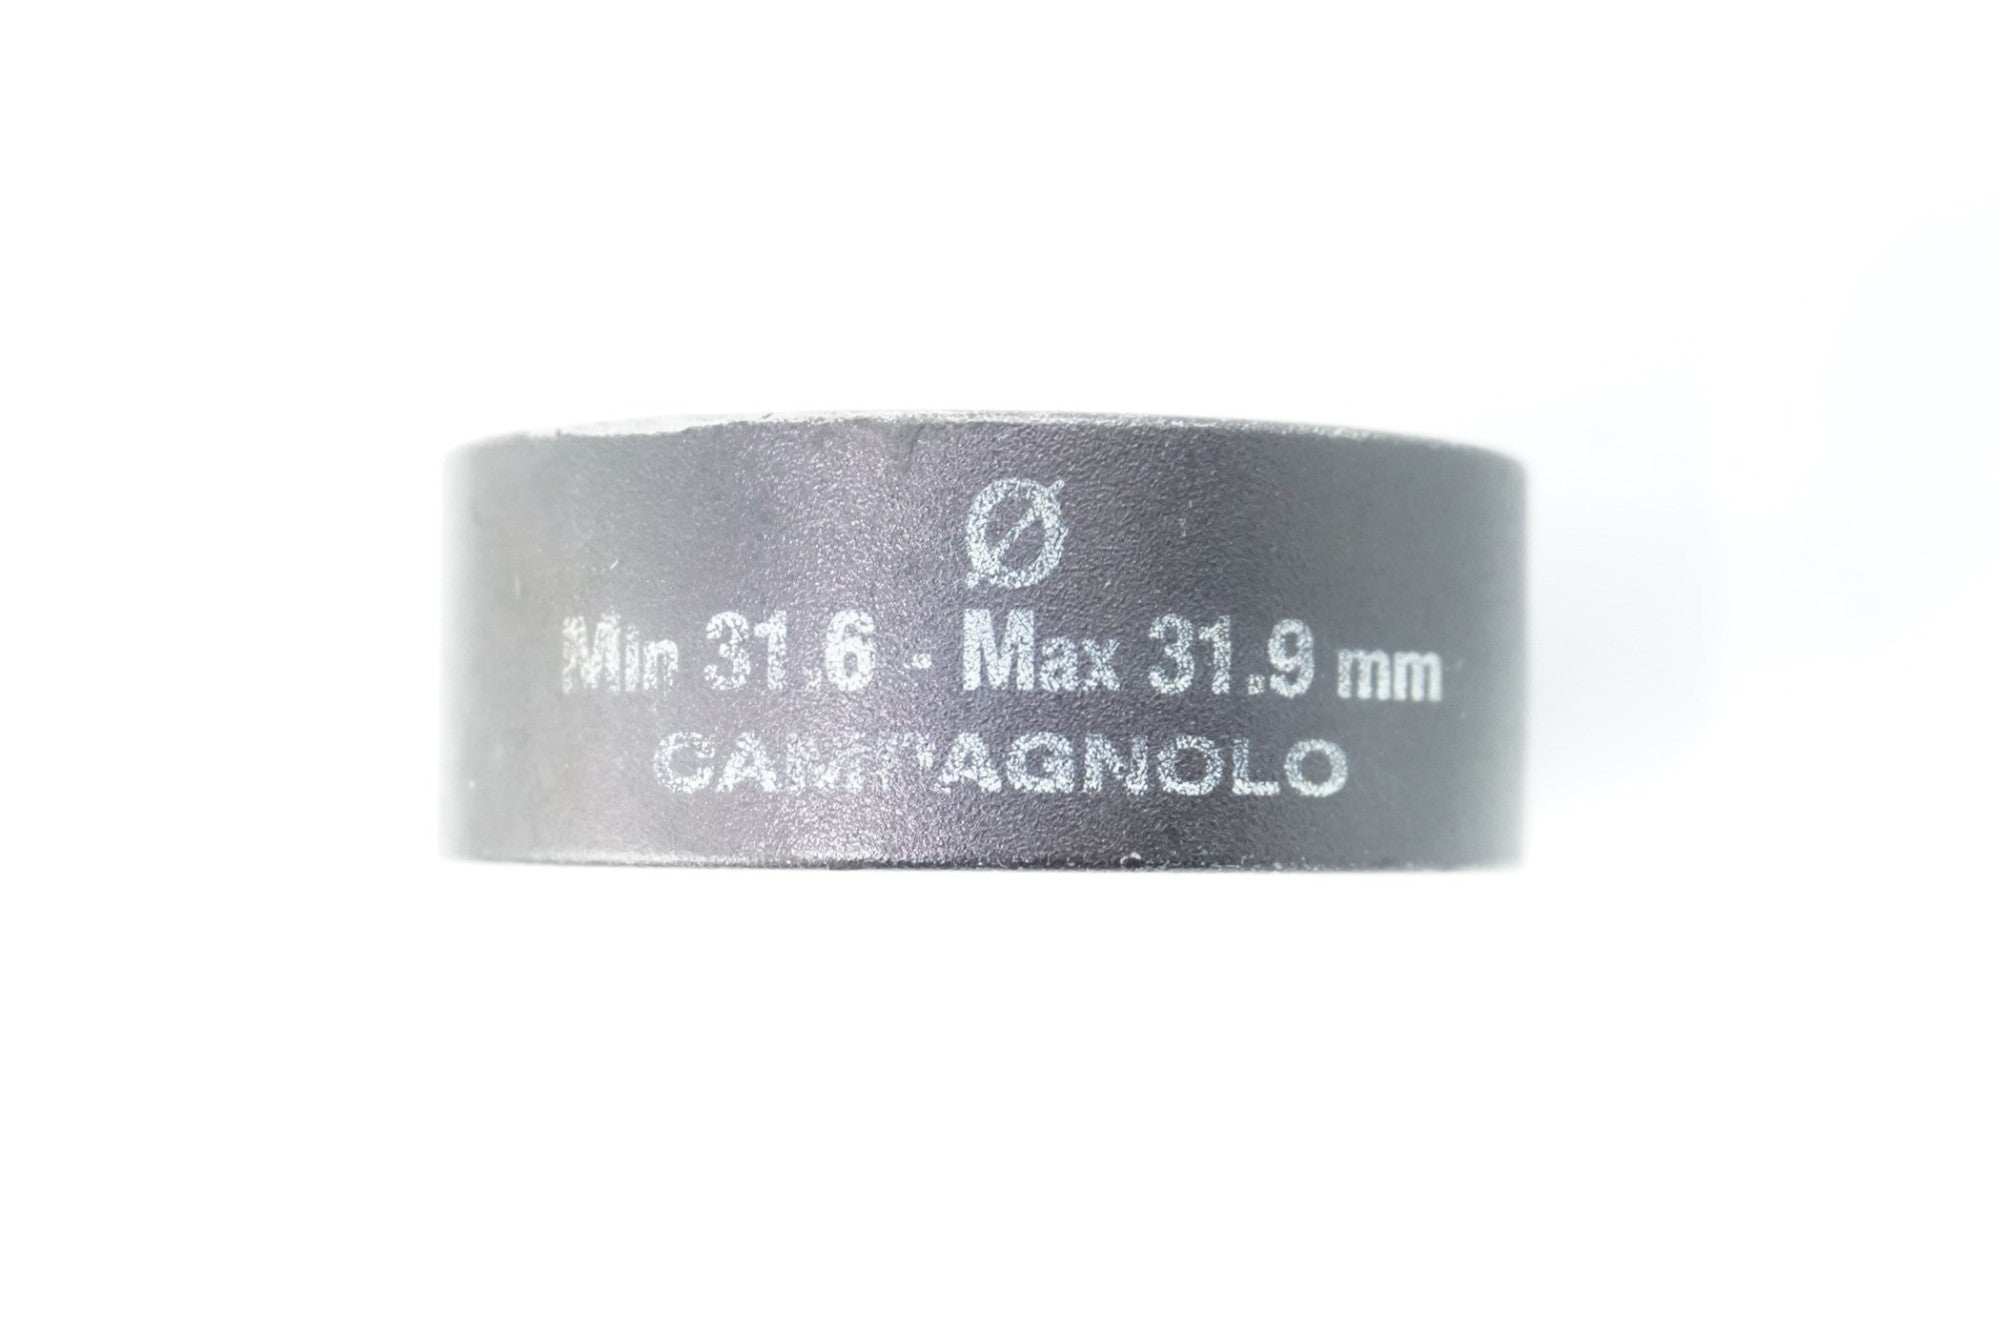 Ø
Min 31.6 - Max 31.9 mm
CAMPAGNOLO